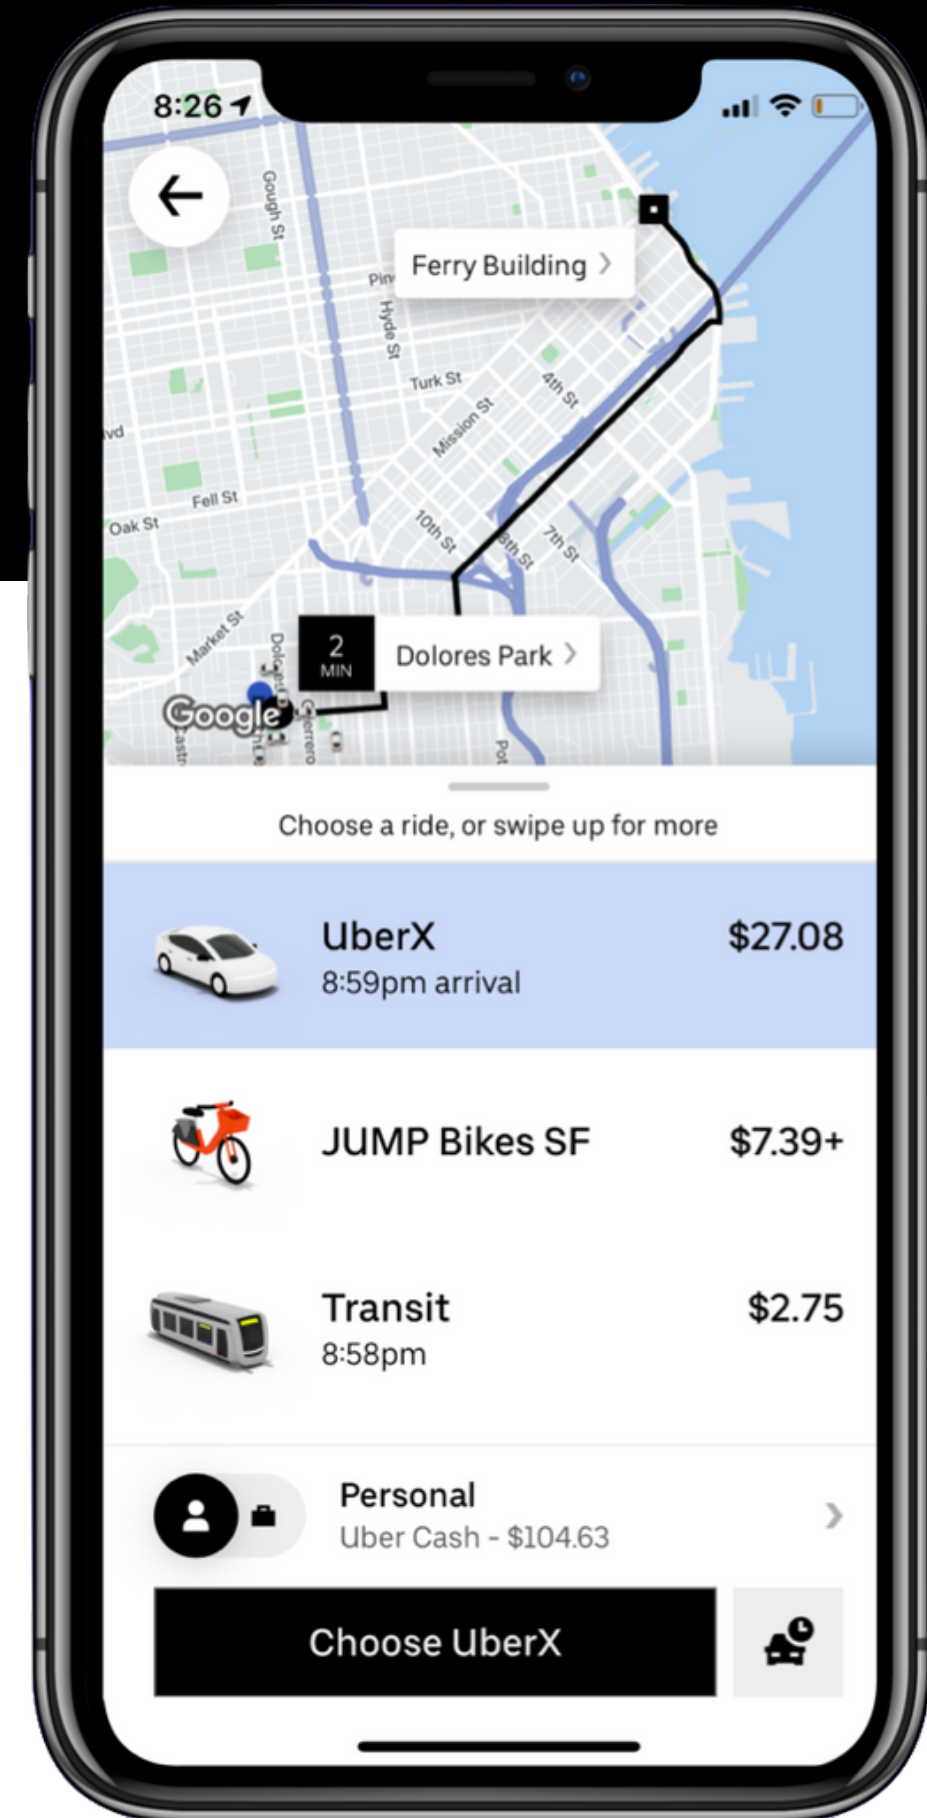 8:26
Gough St
Ferry Building
Pin
Hyde St
Turk St
4th St
Mission St
lvd
Fell St
Oak St
10th St
8th St
7th St
Market St
2
MIN
Dolores Park
Google
Pot
Choose a ride, or swipe up for more
UberX
$27.08
8:59pm arrival
JUMP Bikes SF
$7.39+
Transit
$2.75
8:58pm
Personal
Uber Cash - $104.63
Choose UberX